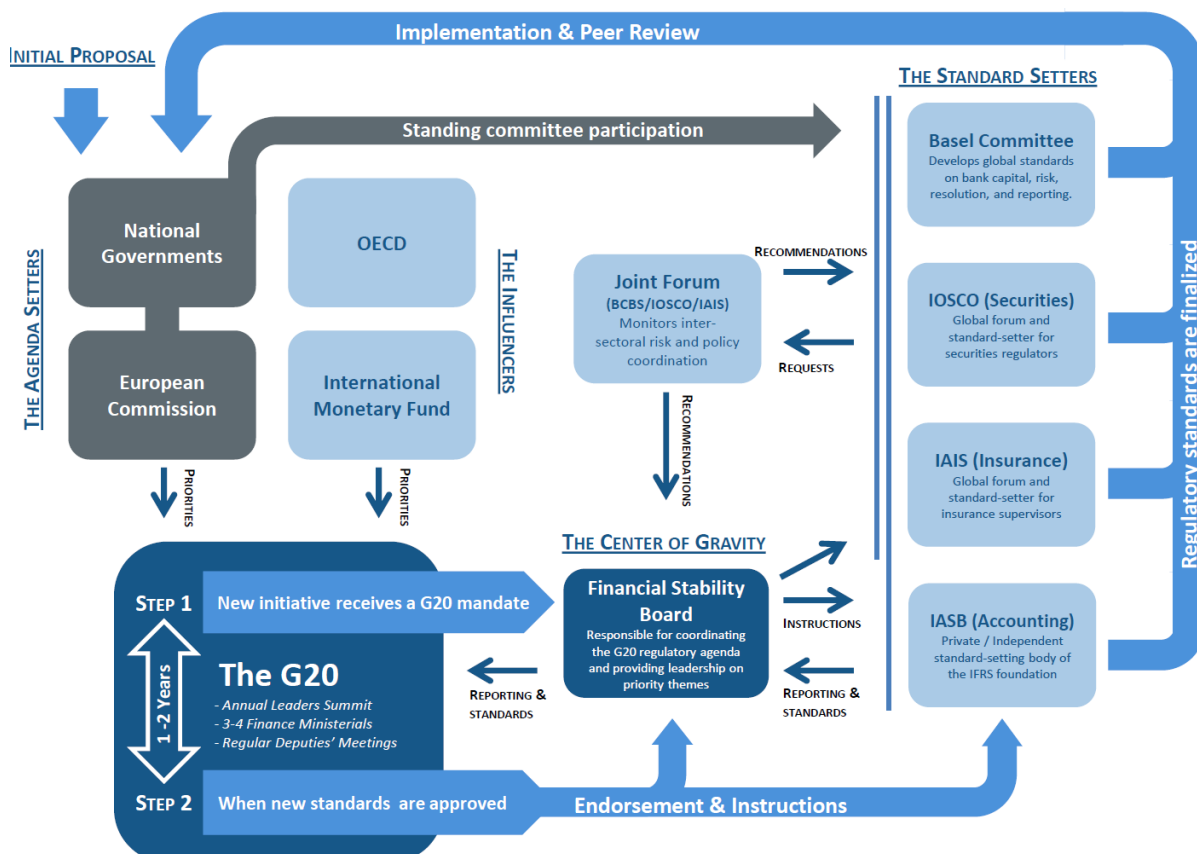 Implementation & Peer Review
INITIAL PROPOSAL
THE STANDARD SETTERS
Standing committee participation
Basel Committee
Develops global standards
on bank capital, risk,
resolution, and reporting.
THE AGENDA SETTERS
National
Governments
OECD
THE INFLUENCERS
European
Commission
International
Monetary Fund
Joint Forum
(BCBS/IOSCO/IAIS)
Monitors inter-
sectoral risk and policy
coordination
RECOMMENDATIONS
REQUESTS
RECOMMENDATIONS
IOSCO (Securities)
Global forum and
standard-setter for
securities regulators
IAIS (Insurance)
Global forum and
standard-setter for
insurance supervisors
Regulatory standards are finalized
PRIORITIES
PRIORITIES
THE CENTER OF GRAVITY
STEP 1
New initiative receives a G20 mandate
Financial Stability
Board
Responsible for coordinating
the G20 regulatory agenda
and providing leadership on
priority themes
INSTRUCTIONS
IASB (Accounting)
Private / Independent
standard-setting body of
the IFRS foundation
1 -2 Years
The G20
- Annual Leaders Summit
- 3-4 Finance Ministerials
- Regular Deputies' Meetings
REPORTING &
STANDARDS
REPORTING &
STANDARDS
STEP 2
When new standards are approved
Endorsement & Instructions